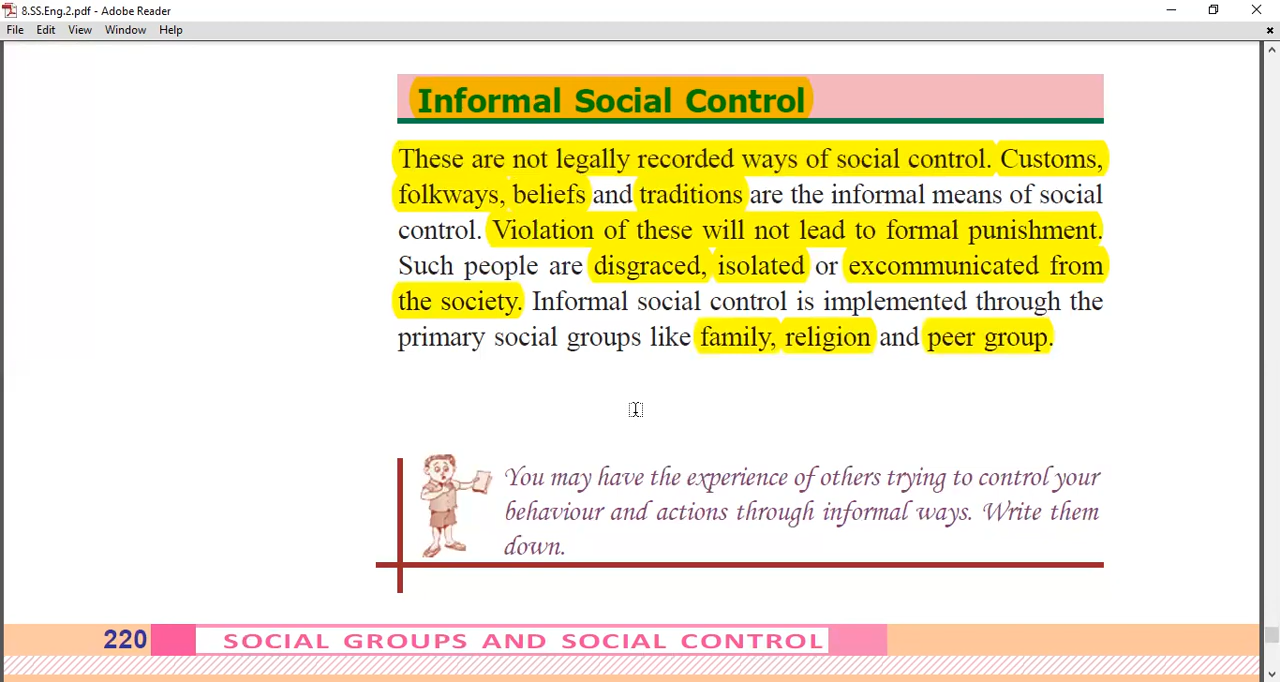 8.SS.Eng.2.pdf - Adobe Reader
File Edit View Window Help
Informal Social Control
These are not legally recorded ways of social control. Customs,
folkways, beliefs and traditions are the informal means of social
control. Violation of these will not lead to formal punishment.
Such people are disgraced, isolated or excommunicated from
the society. Informal social control is implemented through the
primary social groups like family, religion and peer group.
You may have the experience of others trying to control your
behaviour and actions through informal ways. Write them
down.
220 SOCIAL GROUPS AND SOCIAL CONTROL